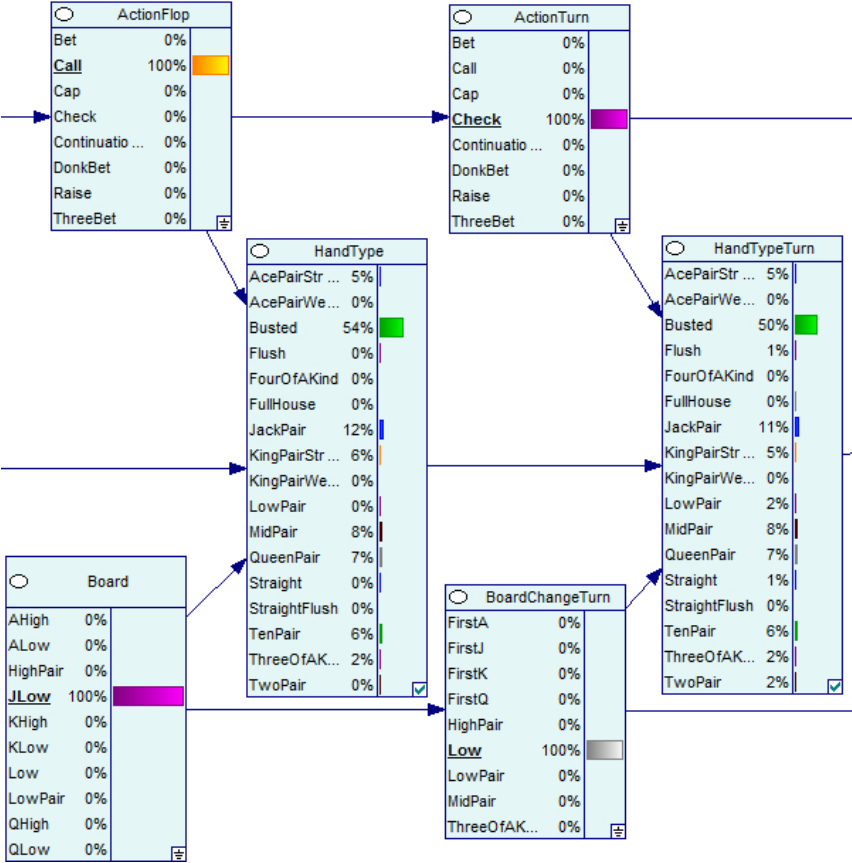 ActionFlop
Bet 0%
Call 100%
Cap 0%
Check 0%
Continuatio ... 0%
DonkBet 0%
Raise 0%
ThreeBet 0%
ActionTurn
Bet 0%
Call 0%
Cap 0%
Check 100%
Continuatio ... 0%
DonkBet 0%
Raise 0%
ThreeBet 0%
HandType
AcePairStr ... 5%
AcePairWe... 0%
Busted 54%
Flush 0%
FourOfAKind 0%
FullHouse 0%
JackPair 12%
KingPairStr ... 6%
KingPairWe... 0%
LowPair 0%
MidPair 8%
QueenPair 7%
Straight 0%
StraightFlush 0%
TenPair 6%
ThreeOfAK... 2%
TwoPair 0%
HandTypeTurn
AcePairStr ... 5%
AcePairWe... 0%
Busted 50%
Flush 1%
FourOfAKind 0%
FullHouse 0%
JackPair 11%
KingPairStr ... 5%
KingPairWe... 0%
LowPair 2%
MidPair 8%
QueenPair 7%
Straight 1%
StraightFlush 0%
TenPair 6%
ThreeOfAK... 2%
TwoPair 2%
Board
AHigh 0%
ALow 0%
HighPair 0%
JLow 100%
KHigh 0%
KLow 0%
Low 0%
LowPair 0%
QHigh 0%
QLow 0%
BoardChangeTurn
FirstA 0%
FirstJ 0%
FirstK 0%
FirstQ 0%
HighPair 0%
Low 100%
LowPair 0%
MidPair 0%
ThreeOfAK... 0%